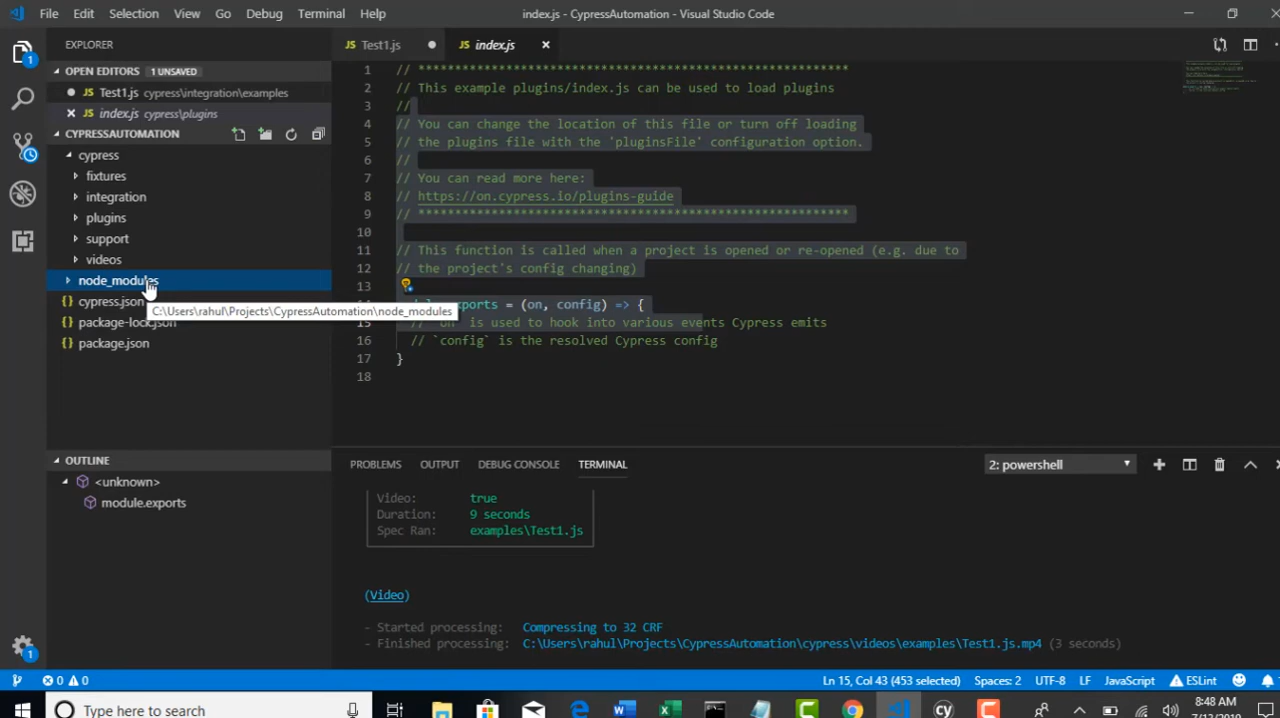 File Edit Selection View Go Debug Terminal Help index.js - CypressAutomation - Visual Studio Code
EXPLORER
OPEN EDITORS 1 UNSAVED
Test1.js cypress\integration\examples
index.js cypress\plugins
CYPRESSAUTOMATION
cypress
fixtures
integration
plugins
support
videos
node_modules
C:\Users\rahul\Projects\CypressAutomation\node_modules
{} cypress.json
{} package-lock.json
{} package.json
OUTLINE
<unknown>
module.exports
JS Test1.js JS index.js
1 // ************************************************************
2 // This example plugins/index.js can be used to load plugins
3 //
4 // You can change the location of this file or turn off loading
5 // the plugins file with the 'pluginsFile' configuration option.
6 //
7 // You can read more here:
8 // https://on.cypress.io/plugins-guide
9 // ************************************************************
10
11 // This function is called when a project is opened or re-opened (e.g. due to
12 // the project's config changing)
13
exports = (on, config) => {
15 // `on` is used to hook into various events Cypress emits
16 // `config` is the resolved Cypress config
17 }
18
PROBLEMS OUTPUT DEBUG CONSOLE TERMINAL 2: powershell
Video: true
Duration: 9 seconds
Spec Ran: examples\Test1.js
(Video)
- Started processing: Compressing to 32 CRF
- Finished processing: C:\Users\rahul\Projects\CypressAutomation\cypress\videos\examples\Test1.js.mp4 (3 seconds)
0 0 Ln 15, Col 43 (453 selected) Spaces: 2 UTF-8 LF JavaScript ESLint
Type here to search
8:48 AM